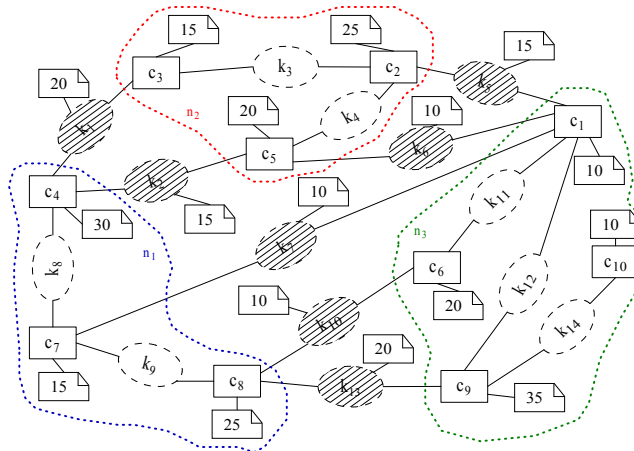 15
25
15
20
c₃
k₃
c₂
k₅
n₂
20
k₄
10
k₁
c₁
c₅
k₆
c₄
k₂
10
10
k₁₁
30
15
10
n₁
n₃
k₇
k₈
c₆
k₁₂
c₁₀
10
20
k₁₀
k₁₄
c₇
20
k₉
c₈
k₁₃
c₉
15
35
25